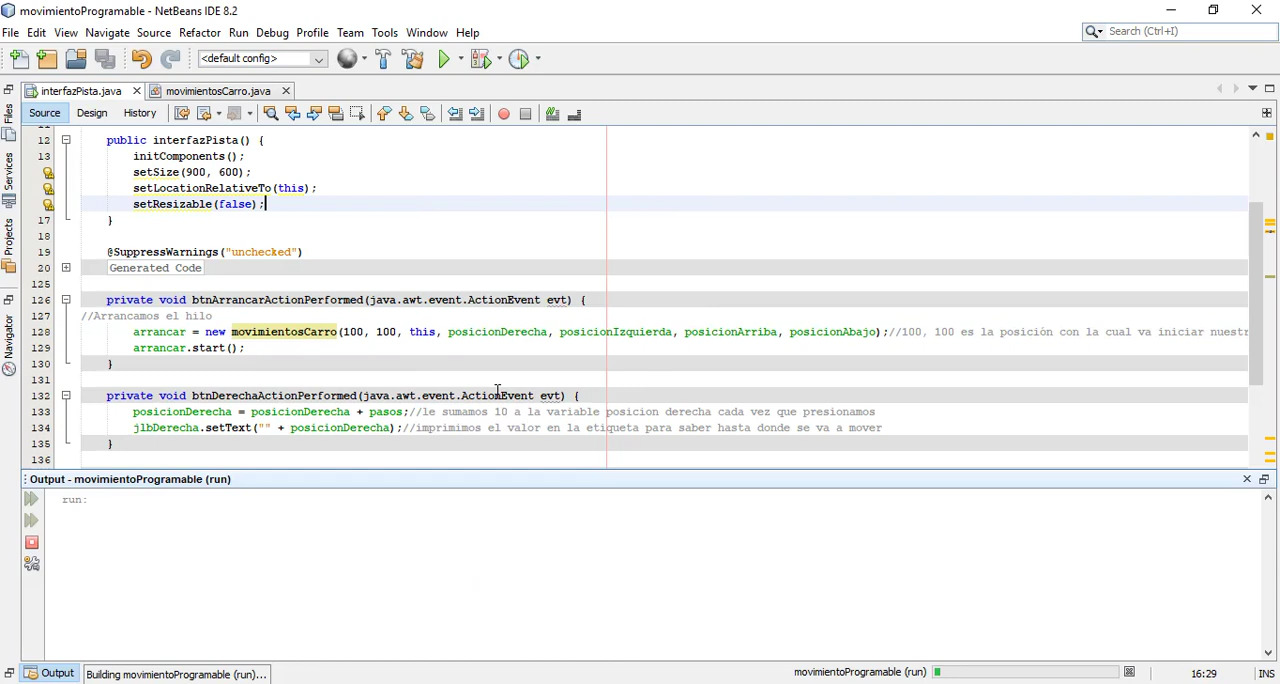 movimientoProgramable - NetBeans IDE 8.2
File Edit View Navigate Source Refactor Run Debug Profile Team Tools Window Help
Search (Ctrl+I)
<default config>
interfazPista.java
movimientosCarro.java
Source Design History
Files
Services
Projects
Navigator
12 public interfazPista() {
13 initComponents();
setSize(900, 600);
setLocationRelativeTo(this);
setResizable(false);
17 }
18
19 @SuppressWarnings("unchecked")
20 Generated Code
125
126 private void btnArrancarActionPerformed(java.awt.event.ActionEvent evt) {
127 //Arrancamos el hilo
128 arrancar = new movimientosCarro(100, 100, this, posicionDerecha, posicionIzquierda, posicionArriba, posicionAbajo);//100, 100 es la posición con la cual va iniciar nuestr
129 arrancar.start();
130 }
131
132 private void btnDerechaActionPerformed(java.awt.event.ActionEvent evt) {
133 posicionDerecha = posicionDerecha + pasos;//le sumamos 10 a la variable posicion derecha cada vez que presionamos
134 jlbDerecha.setText("" + posicionDerecha);//imprimimos el valor en la etiqueta para saber hasta donde se va a mover
135 }
136
Output - movimientoProgramable (run)
run:
Output
Building movimientoProgramable (run)...
movimientoProgramable (run)
16:29
INS